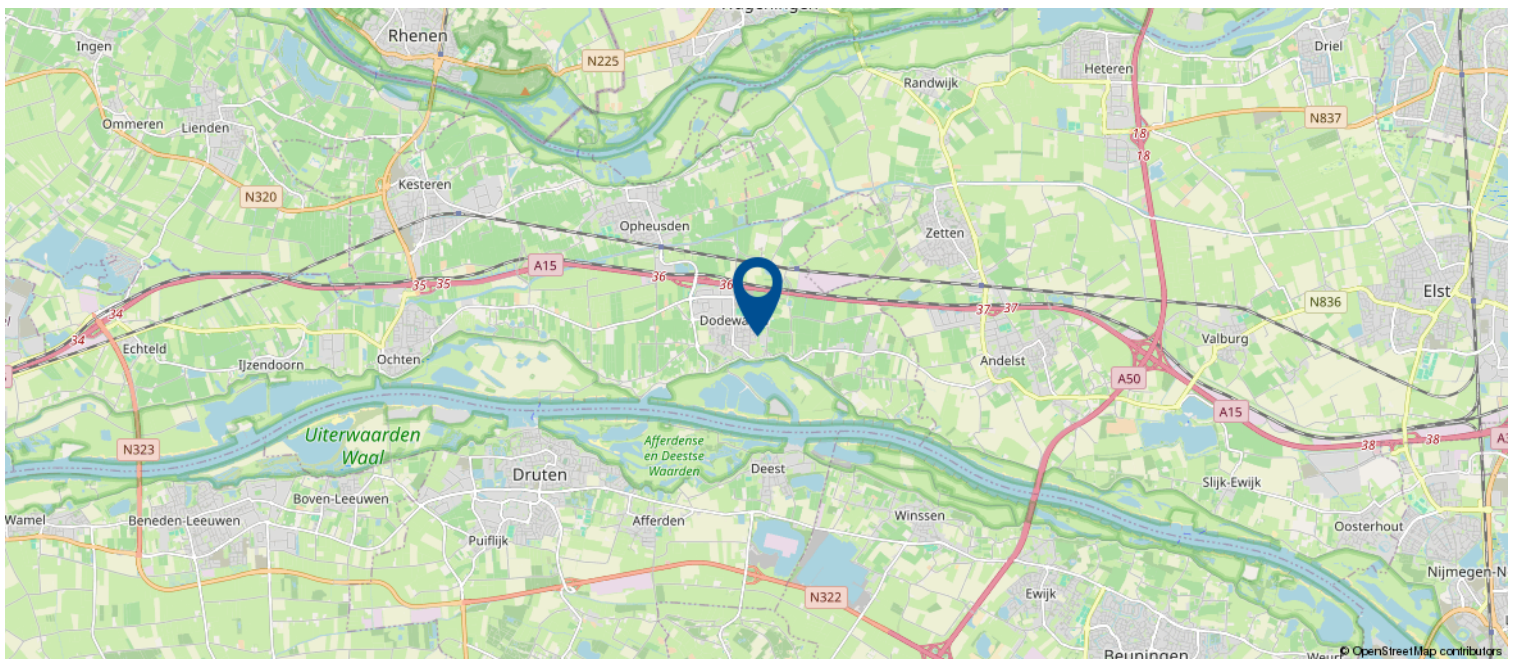 Rhenen
Ingen
N225
Driel
Heteren
Randwijk
N837
Ommeren
Lienden
18
18
Kesteren
N320
Opheusden
Zetten
A15
36
36
35
35
Elst
N836
37
37
34
34
Dodewa
Echteld
IJzendoorn
Ochten
Andelst
Valburg
A50
A15
Uiterwaarden
Waal
N323
Afferdense
en Deestse
Waarden
38
38
Druten
Deest
Slijk-Ewijk
Boven-Leeuwen
Wamel
Beneden-Leeuwen
Afferden
Winssen
Oosterhout
Puiflijk
Nijmegen-N
N322
Ewijk
Beuningen
© OpenStreetMap contributors